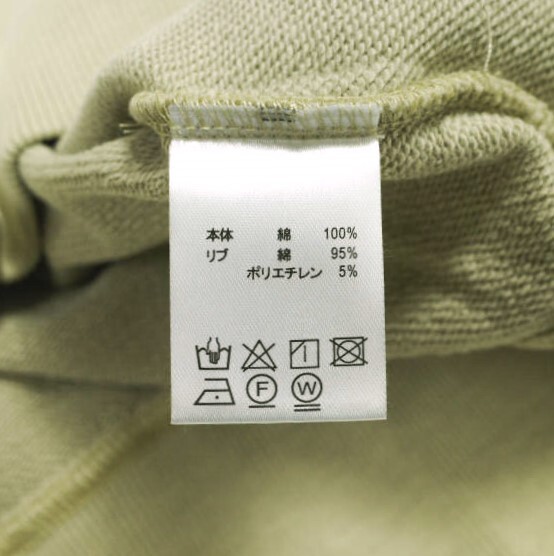 本体 綿 100%
リブ 綿 95%
ポリエチレン 5%
F W